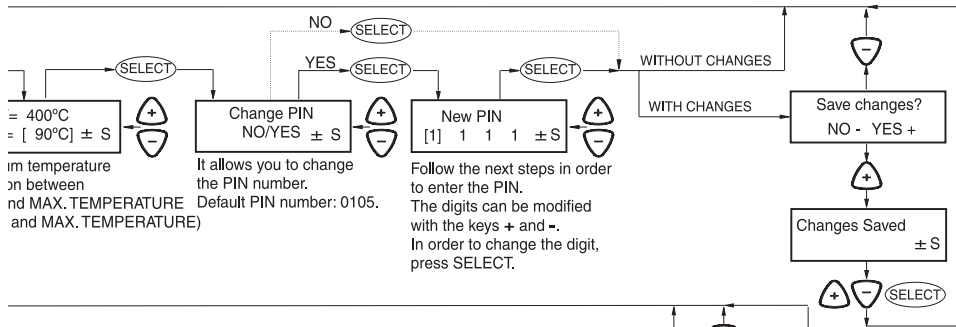 NO
SELECT
YES
SELECT
SELECT
SELECT
WITHOUT CHANGES
WITH CHANGES
= 400ºC
= [ 90ºC] ± S
+
-
um temperature
on between
nd MAX. TEMPERATURE
and MAX. TEMPERATURE)
Change PIN
NO/YES ± S
+
-
It allows you to change
the PIN number.
Default PIN number: 0105.
New PIN
[1] 1 1 1 ± S
+
-
Follow the next steps in order
to enter the PIN.
The digits can be modified
with the keys + and -.
In order to change the digit,
press SELECT.
-
Save changes?
NO - YES +
+
Changes Saved
± S
+
-
SELECT